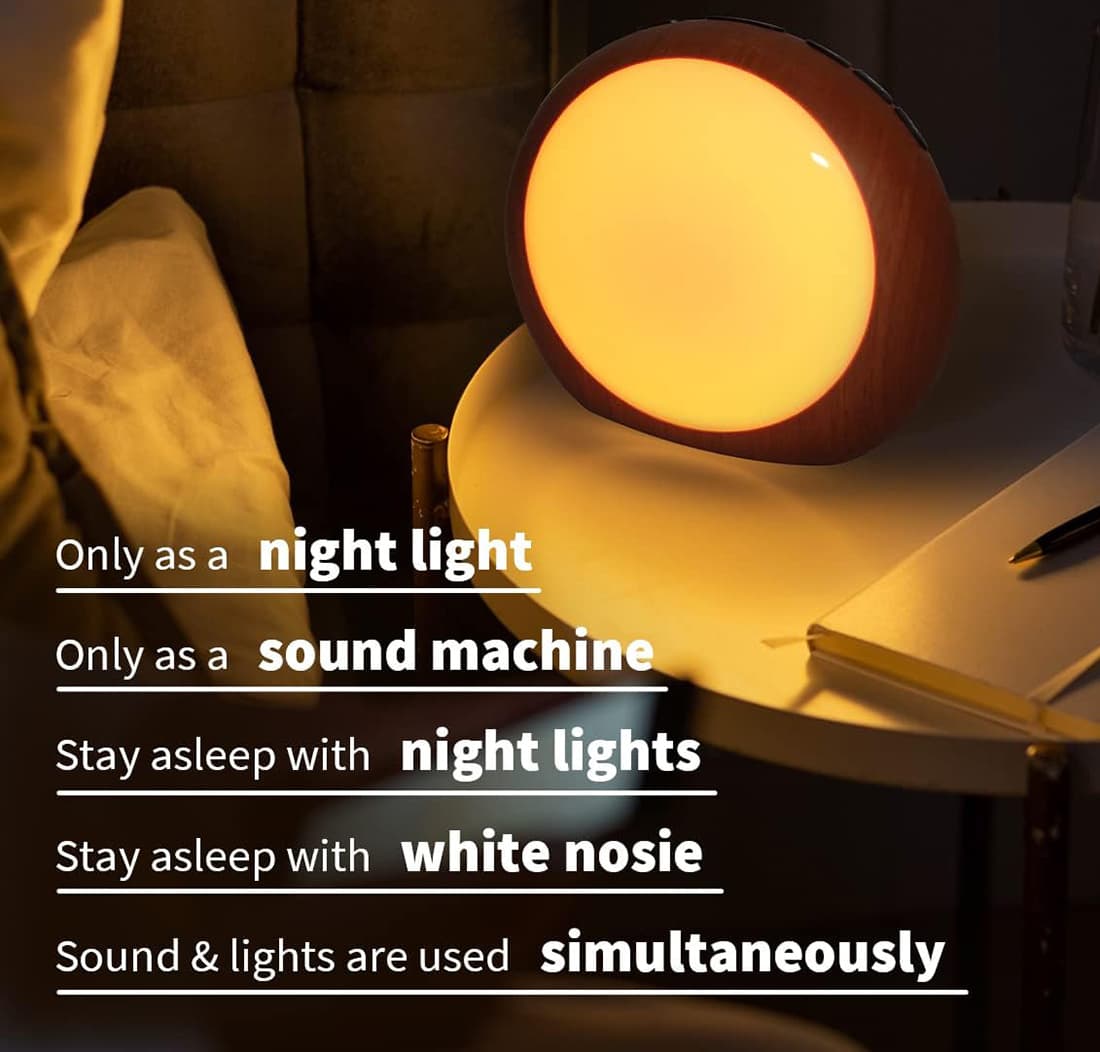 Only as a night light
Only as a sound machine
Stay asleep with night lights
Stay asleep with white nosie
Sound & lights are used simultaneously